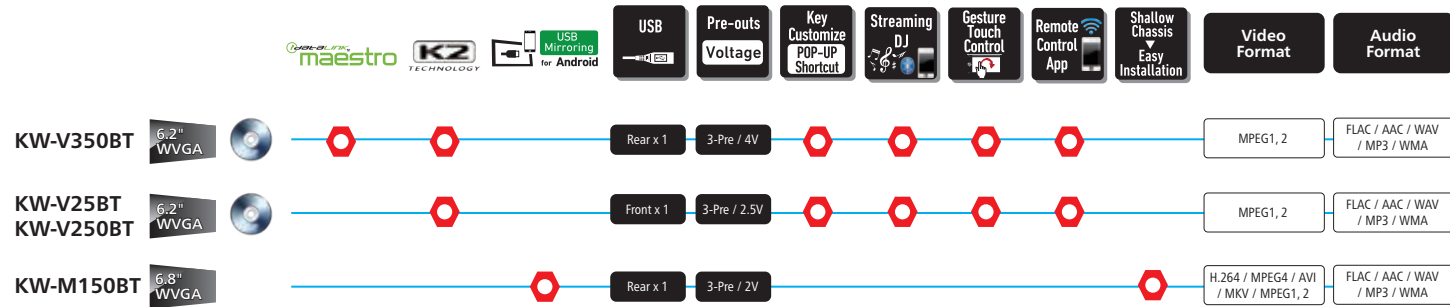 iDataLink
maestro
K2
TECHNOLOGY
USB
Mirroring
for Android
USB
Pre-outs
Voltage
Key
Customize
POP-UP
Shortcut
Streaming
DJ
Gesture
Touch
Control
Remote
Control
App
Shallow
Chassis
▼
Easy
Installation
Video
Format
Audio
Format
KW-V350BT
6.2"
WVGA
Rear x 1
3-Pre / 4V
MPEG1, 2
FLAC / AAC / WAV
/ MP3 / WMA
KW-V25BT
KW-V250BT
6.2"
WVGA
Front x 1
3-Pre / 2.5V
MPEG1, 2
FLAC / AAC / WAV
/ MP3 / WMA
KW-M150BT
6.8"
WVGA
Rear x 1
3-Pre / 2V
H.264 / MPEG4 / AVI
/ MKV / MPEG1, 2
FLAC / AAC / WAV
/ MP3 / WMA